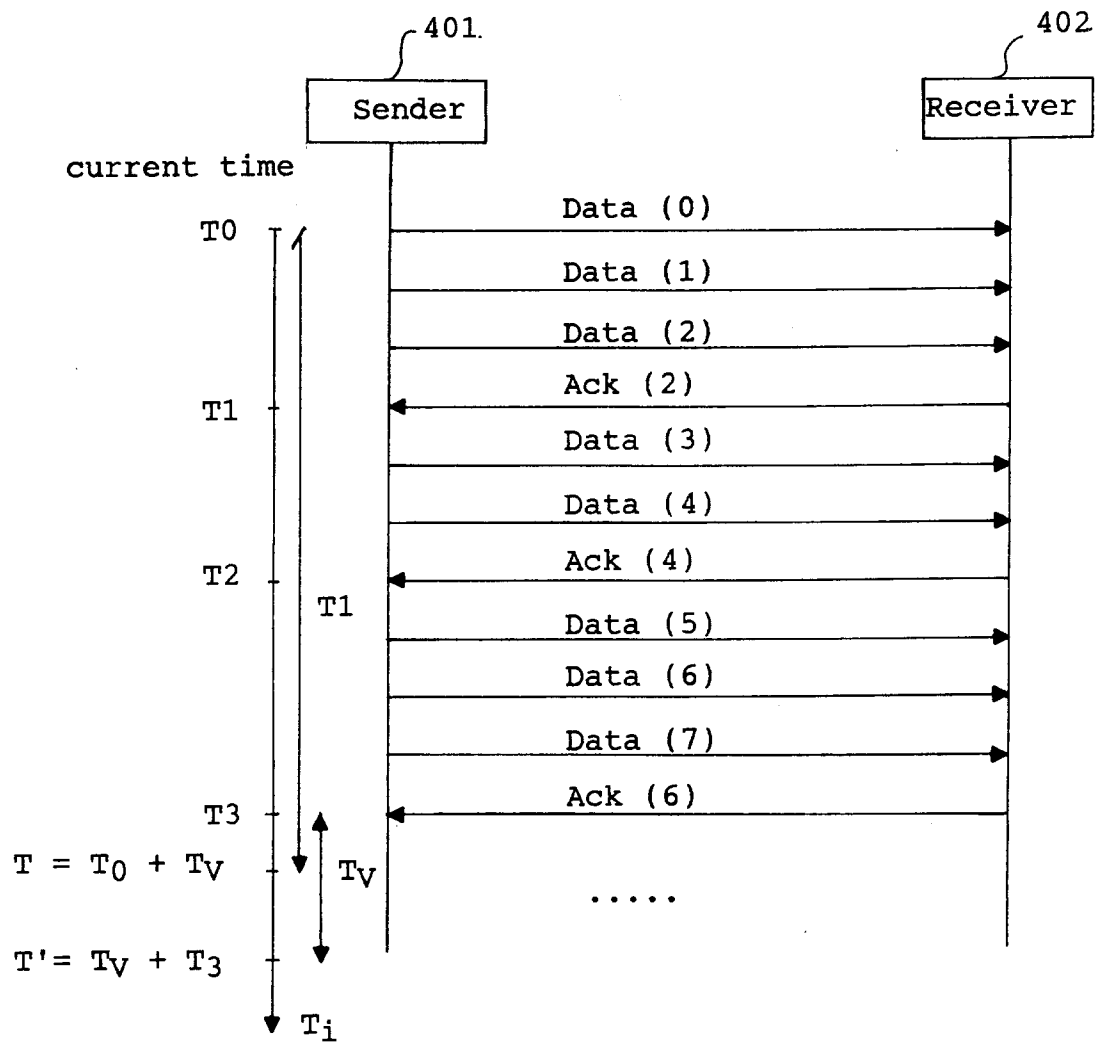 401.
402
Sender
Receiver
current time
Data (0)
T0
Data (1)
Data (2)
Ack (2)
T1
Data (3)
Data (4)
Ack (4)
T2
T1
Data (5)
Data (6)
Data (7)
Ack (6)
T3
T = T0 + TV
TV
.....
T'= TV + T3
Ti